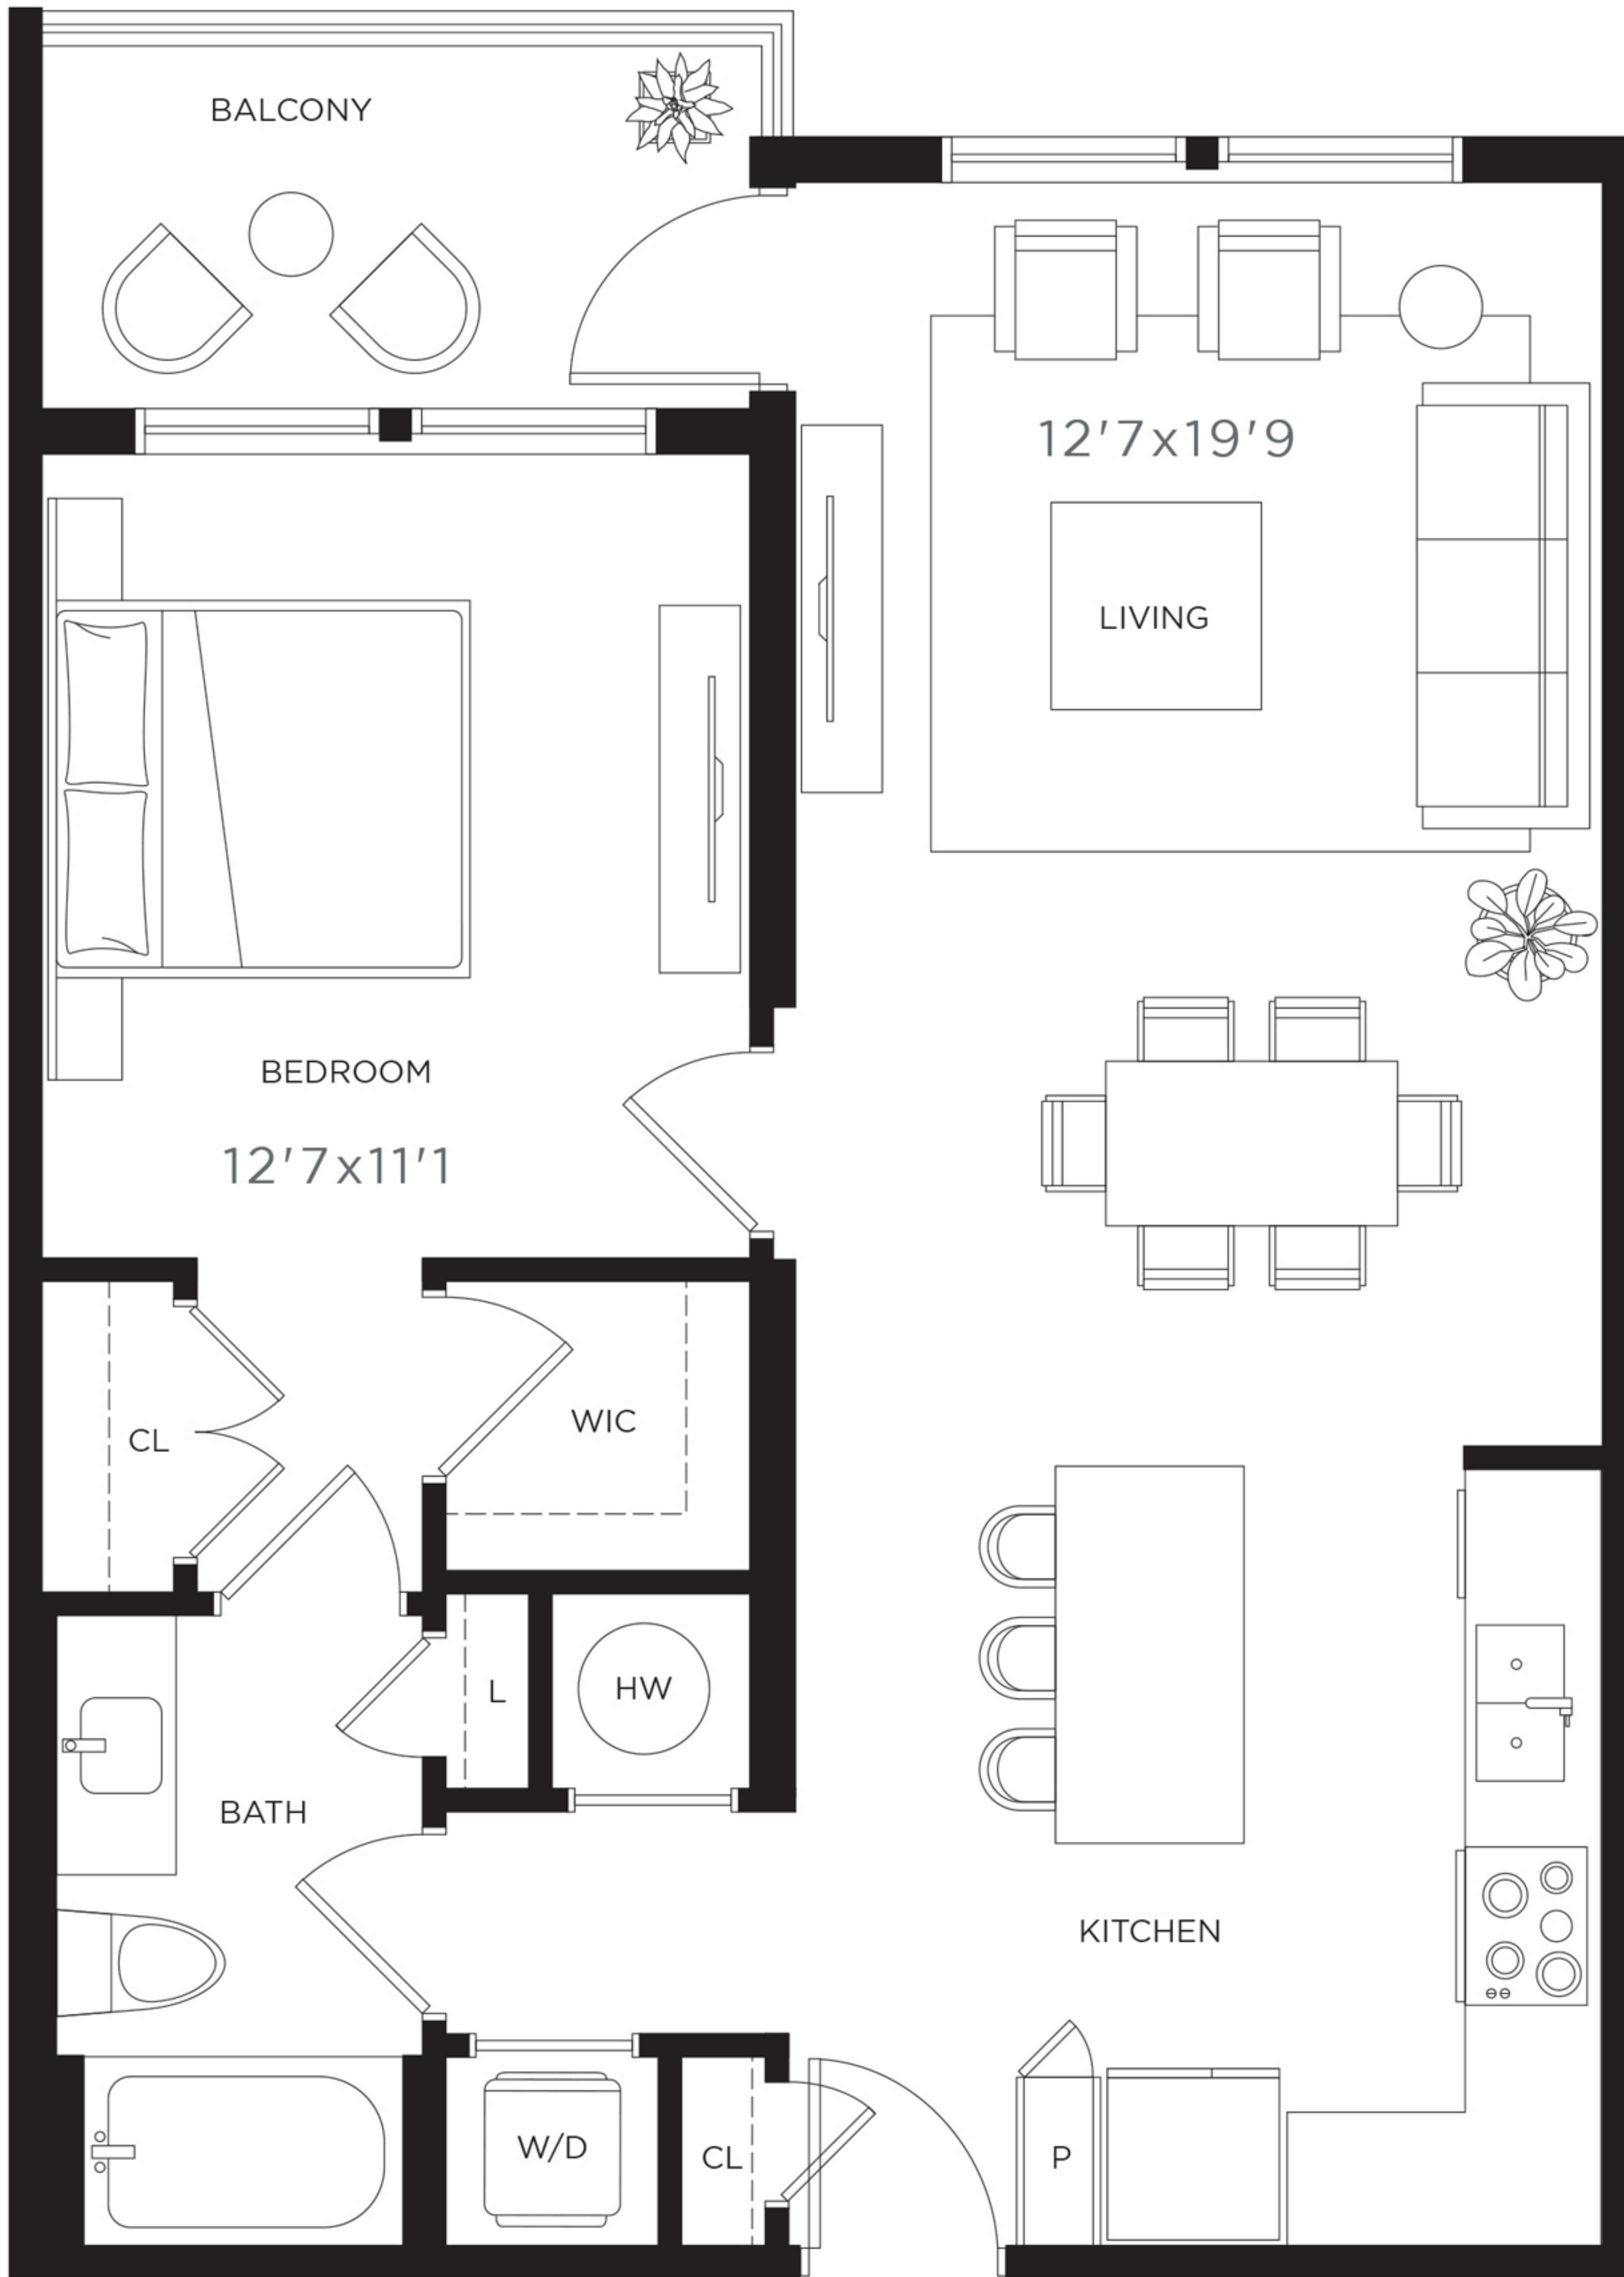 BALCONY
12'7x19'9
LIVING
BEDROOM
12'7x11'1
CL
WIC
L
HW
BATH
KITCHEN
W/D
CL
P